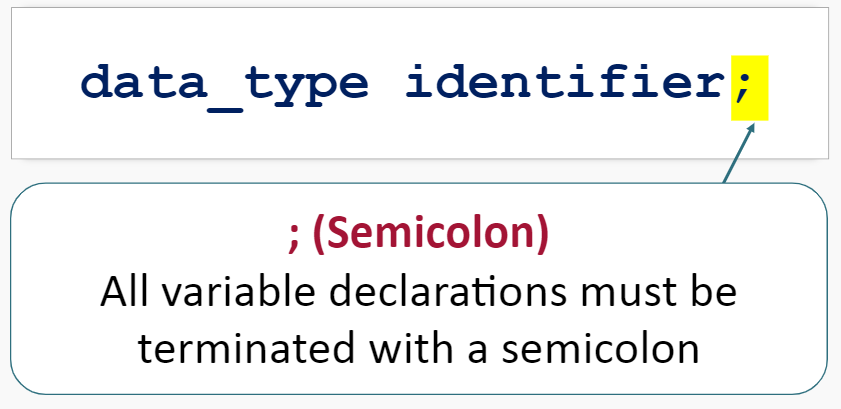 data_type identifier;
; (Semicolon)
All variable declarations must be
terminated with a semicolon